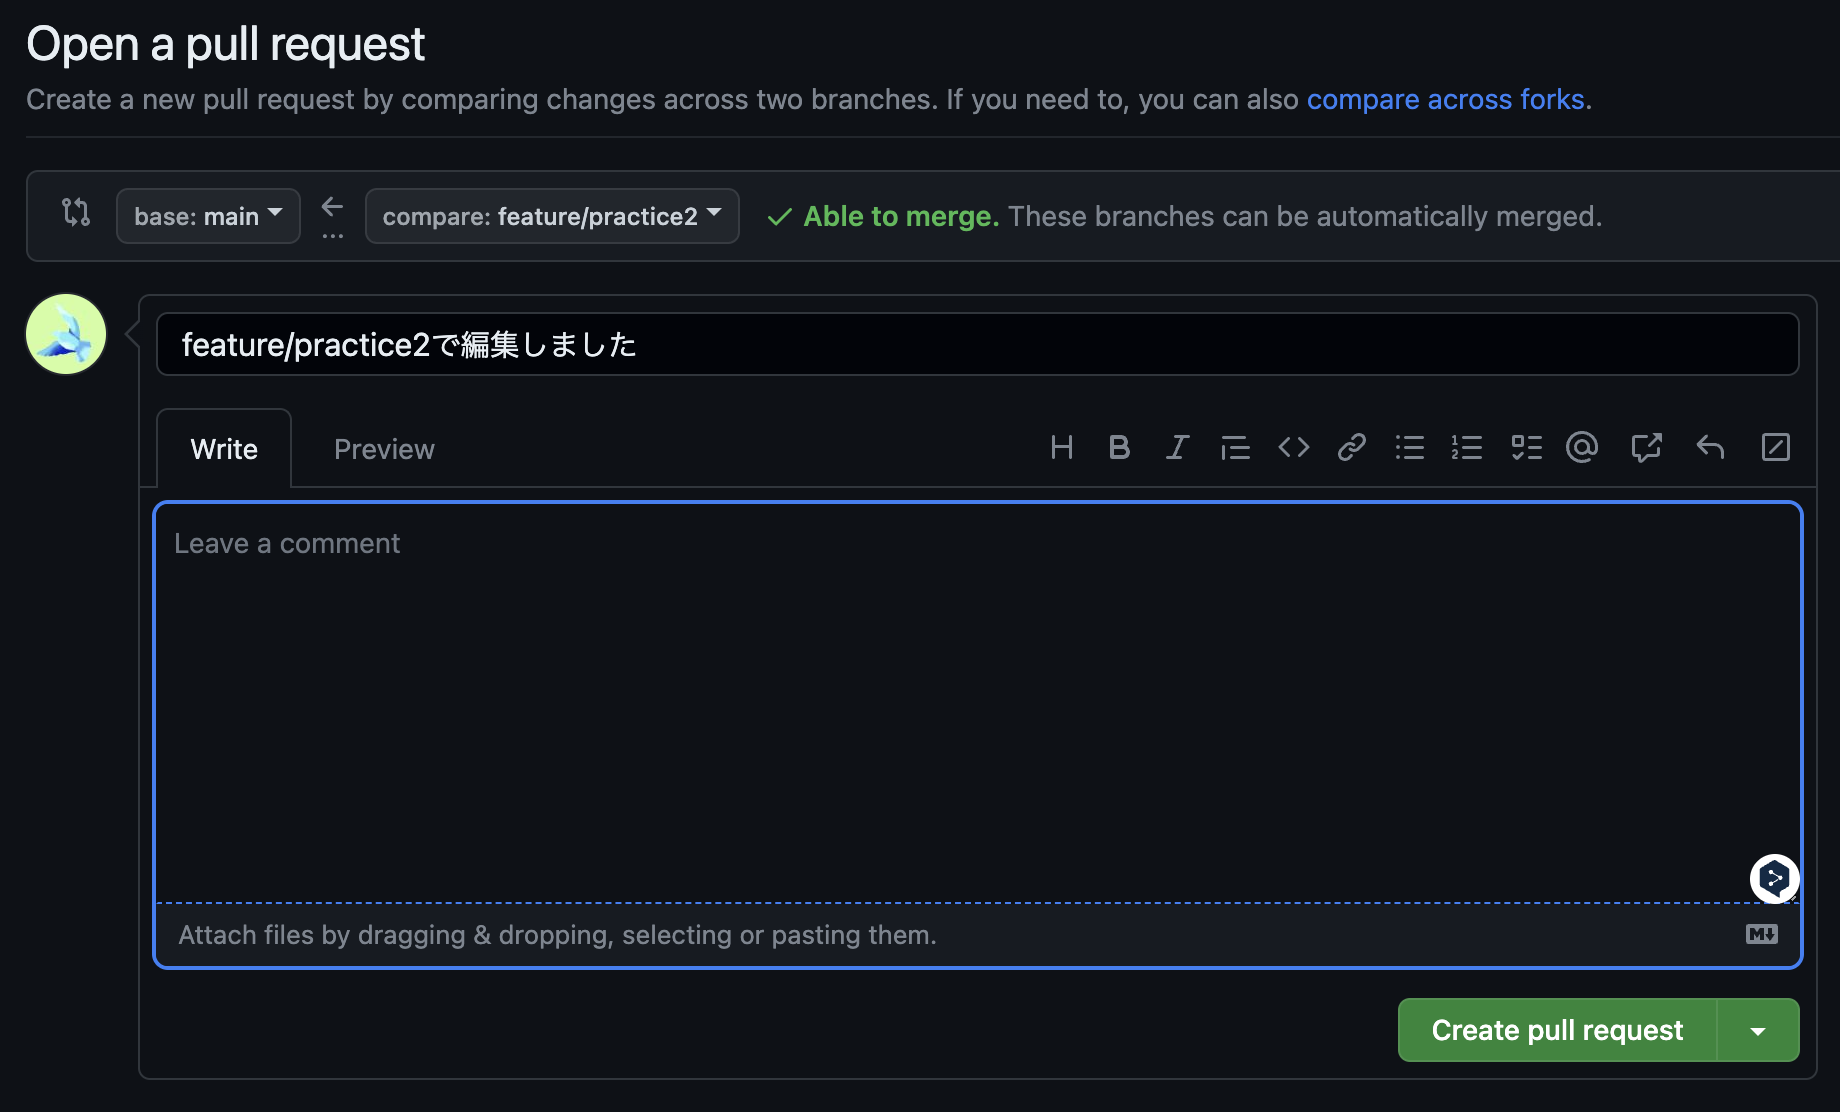 Open a pull request
Create a new pull request by comparing changes across two branches. If you need to, you can also compare across forks.
base: main
compare: feature/practice2
Able to merge. These branches can be automatically merged.
feature/practice2で編集しました
Write
Preview
Leave a comment
Attach files by dragging & dropping, selecting or pasting them.
Create pull request